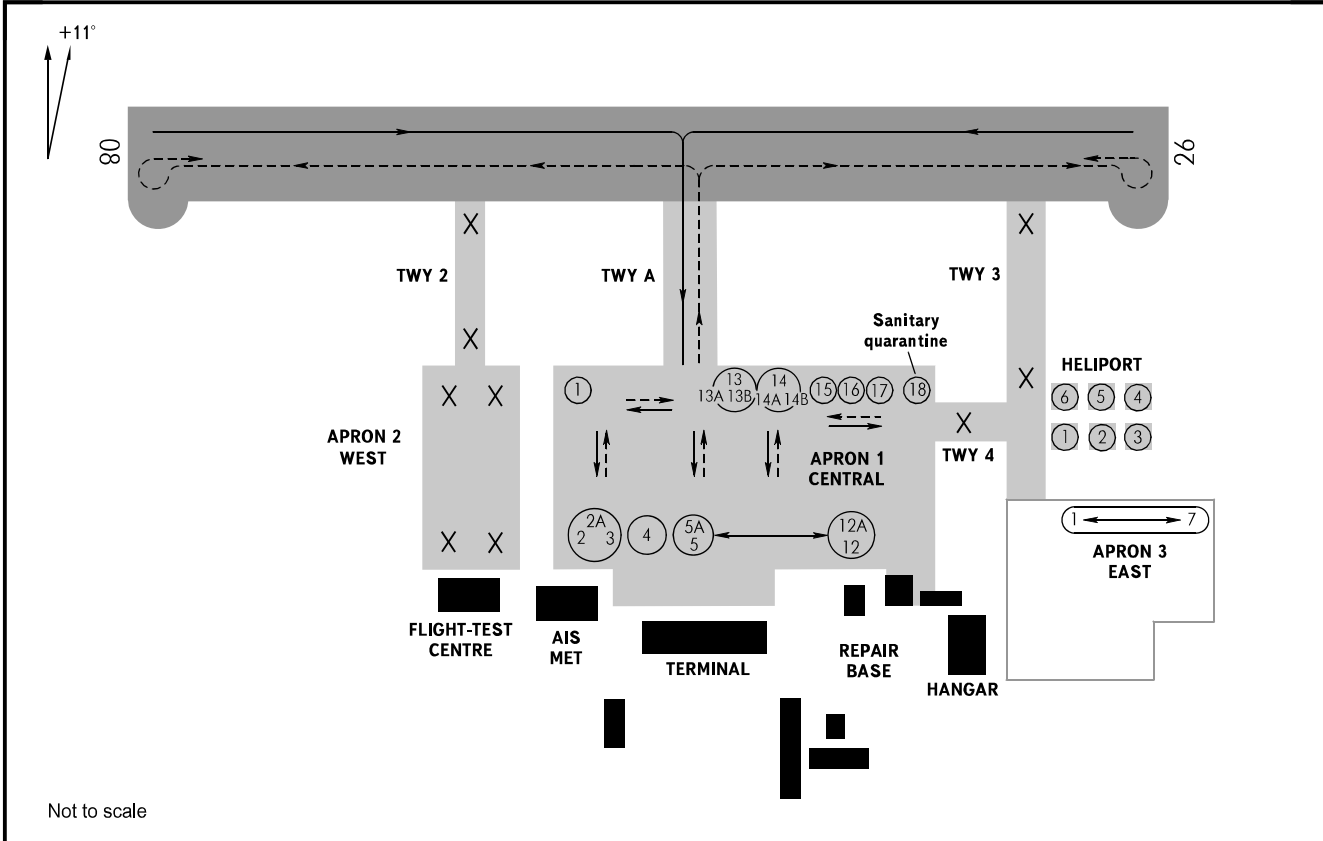 +11°
08
26
TWY 2
TWY A
TWY 3
Sanitary
quarantine
HELIPORT
1
13
13A 13B
14
14A 14B
15
16
17
18
6
5
4
1
2
3
APRON 2
WEST
APRON 1
CENTRAL
TWY 4
2A
2 3
4
5A
5
12A
12
1
7
APRON 3
EAST
FLIGHT-TEST
CENTRE
AIS
MET
TERMINAL
REPAIR
BASE
HANGAR
Not to scale